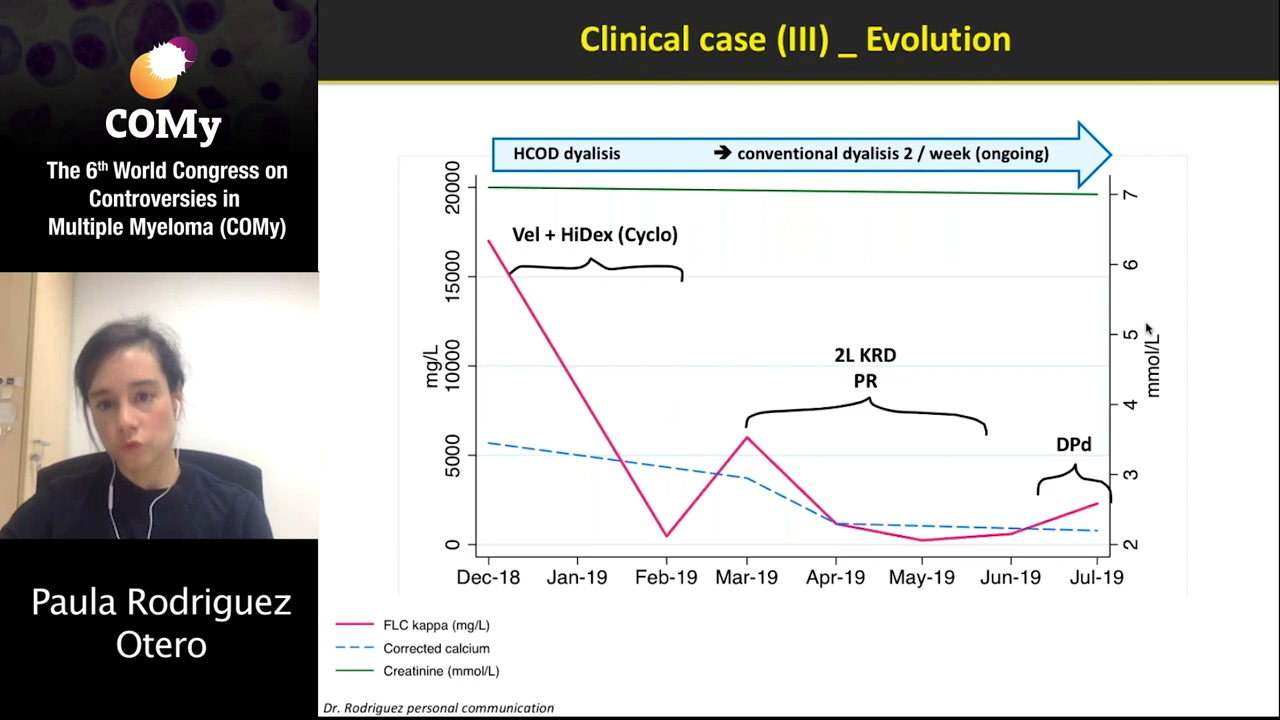 COMy
The 6th World Congress on
Controversies in
Multiple Myeloma (COMy)
Paula Rodriguez
Otero
Clinical case (III) _ Evolution
HCOD dyalisis ➔ conventional dyalisis 2 / week (ongoing)
Vel + HiDex (Cyclo)
2L KRD
PR
DPd
mg/L
20000
15000
10000
5000
0
mmol/L
7
6
5
4
3
2
Dec-18 Jan-19 Feb-19 Mar-19 Apr-19 May-19 Jun-19 Jul-19
FLC kappa (mg/L)
Corrected calcium
Creatinine (mmol/L)
Dr. Rodriguez personal communication